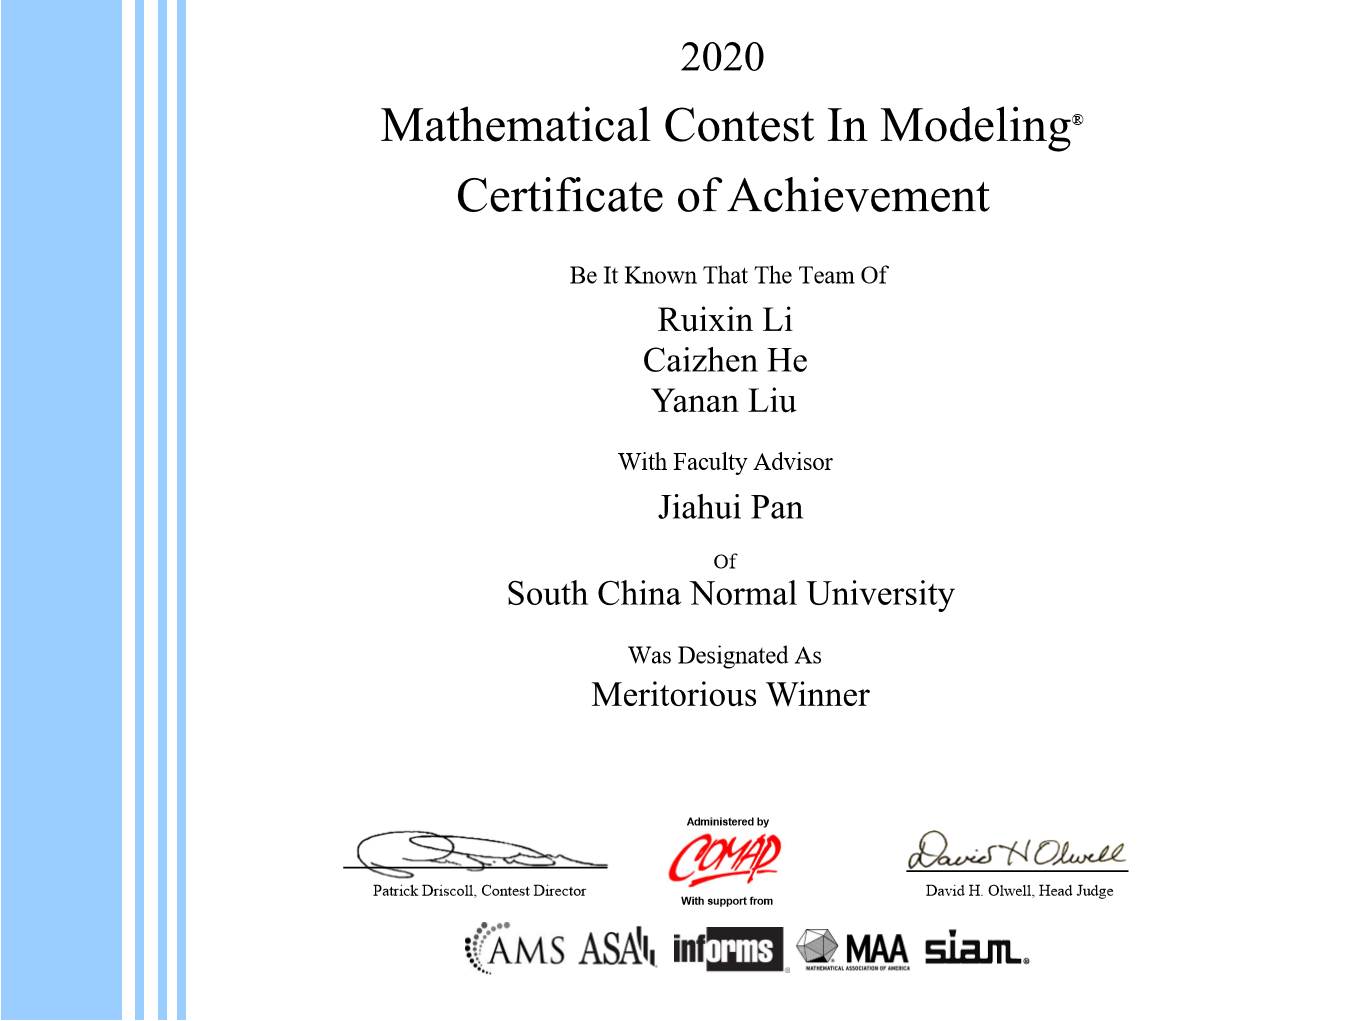 2020
Mathematical Contest In Modeling®
Certificate of Achievement
Be It Known That The Team Of
Ruixin Li
Caizhen He
Yanan Liu
With Faculty Advisor
Jiahui Pan
Of
South China Normal University
Was Designated As
Meritorious Winner
Administered by
COMAP
David H Olwell
Patrick Driscoll, Contest Director
David H. Olwell, Head Judge
With support from
AMS ASA informs® MAA siam®
MATHEMATICAL ASSOCIATION OF AMERICA